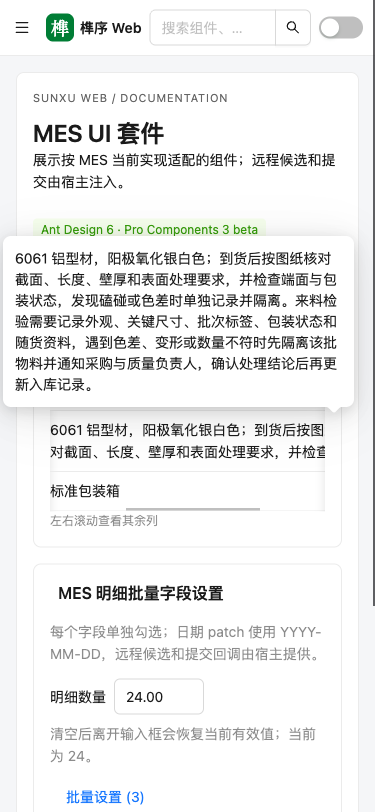 榫
榫序 Web
搜索组件、...
SUNXU WEB / DOCUMENTATION
MES UI 套件
展示按 MES 当前实现适配的组件；远程候选和提
交由宿主注入。
Ant Design 6 · Pro Components 3 beta
6061 铝型材，阳极氧化银白色；到货后按图纸核对
截面、长度、壁厚和表面处理要求，并检查端面与包
装状态，发现磕碰或色差时单独记录并隔离。来料检
验需要记录外观、关键尺寸、批次标签、包装状态和
随货资料，遇到色差、变形或数量不符时先隔离该批
物料并通知采购与质量负责人，确认处理结论后再更
新入库记录。
6061 铝型材，阳极氧化银白色；到货后按图
对截面、长度、壁厚和表面处理要求，并检查
标准包装箱
左右滚动查看其余列
MES 明细批量字段设置
每个字段单独勾选；日期 patch 使用 YYYY-
MM-DD，远程候选和提交回调由宿主提供。
明细数量 24.00
清空后离开输入框会恢复当前有效值；当前
为 24。
批量设置 (3)